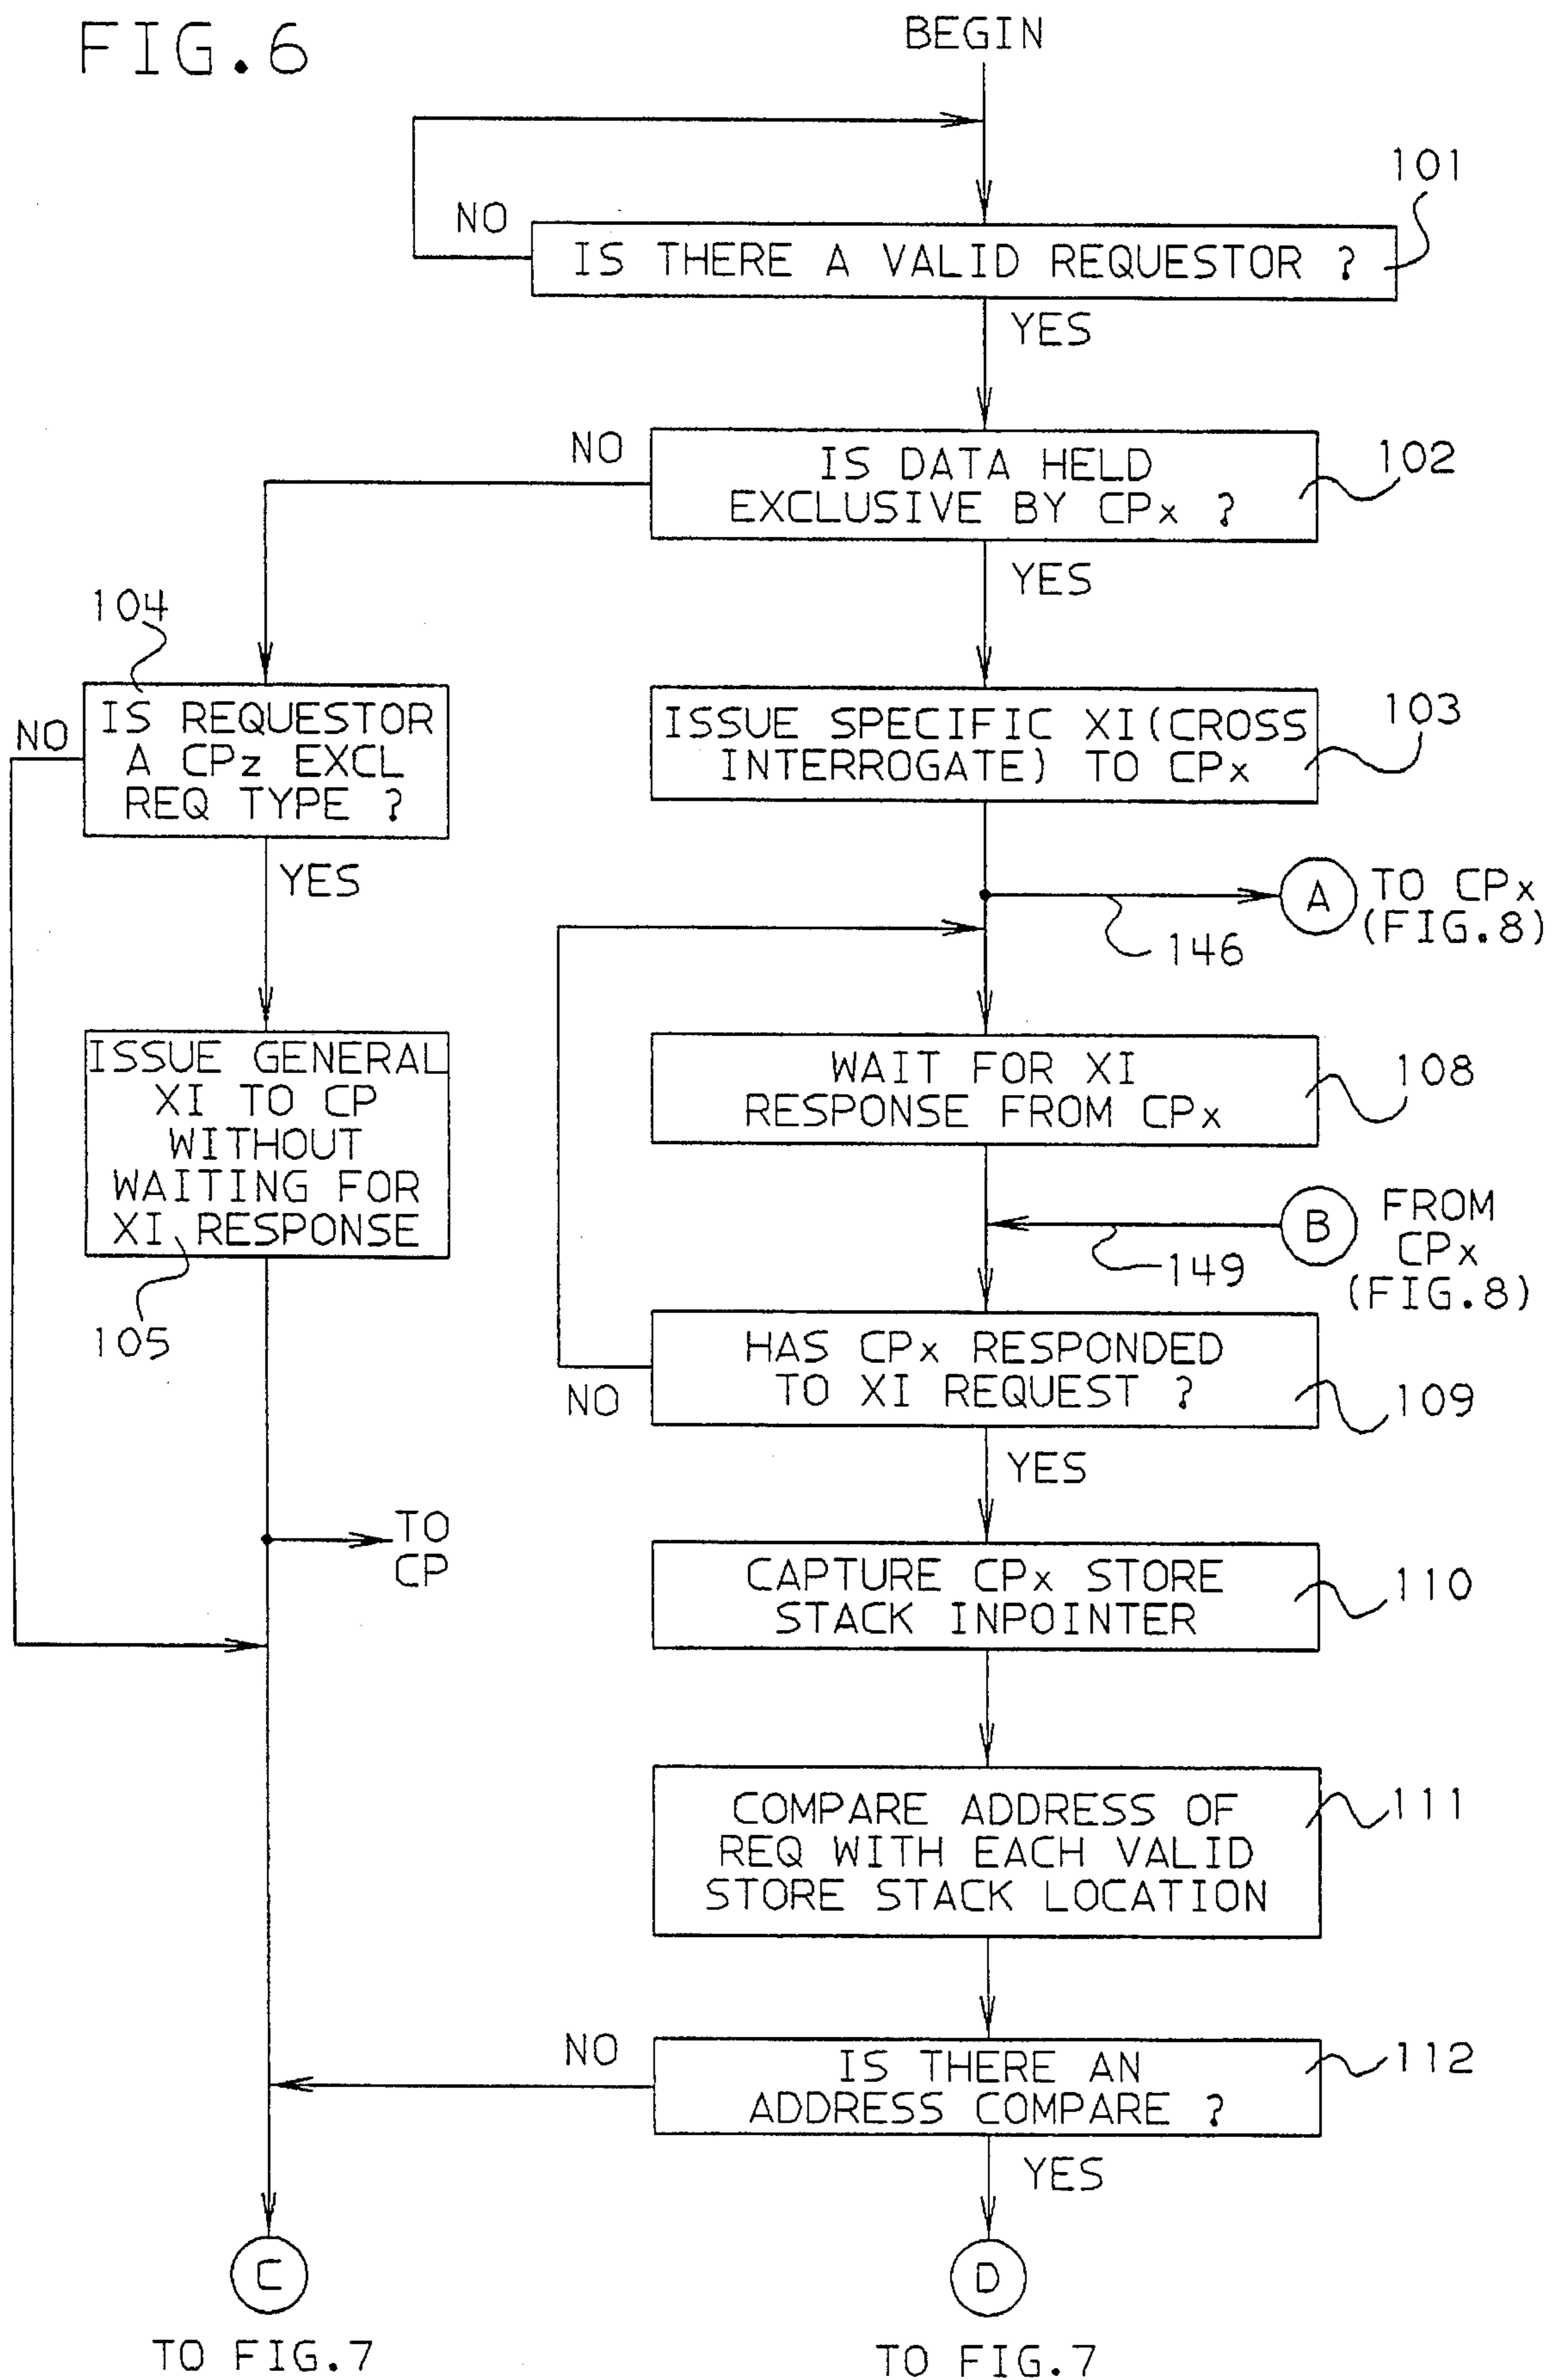 FIG.6
BEGIN
101
NO
IS THERE A VALID REQUESTOR ?
YES
NO
IS DATA HELD
EXCLUSIVE BY CPx ?
102
YES
104
NO
IS REQUESTOR
A CPz EXCL
REQ TYPE ?
ISSUE SPECIFIC XI(CROSS
INTERROGATE) TO CPx
103
YES
A
TO CPx
(FIG.8)
146
ISSUE GENERAL
XI TO CP
WITHOUT
WAITING FOR
XI RESPONSE
105
WAIT FOR XI
RESPONSE FROM CPx
108
B
FROM
CPx
(FIG.8)
149
HAS CPx RESPONDED
TO XI REQUEST ?
NO
109
YES
TO
CP
CAPTURE CPx STORE
STACK INPOINTER
110
COMPARE ADDRESS OF
REQ WITH EACH VALID
STORE STACK LOCATION
111
NO
IS THERE AN
ADDRESS COMPARE ?
112
YES
C
D
TO FIG.7
TO FIG.7